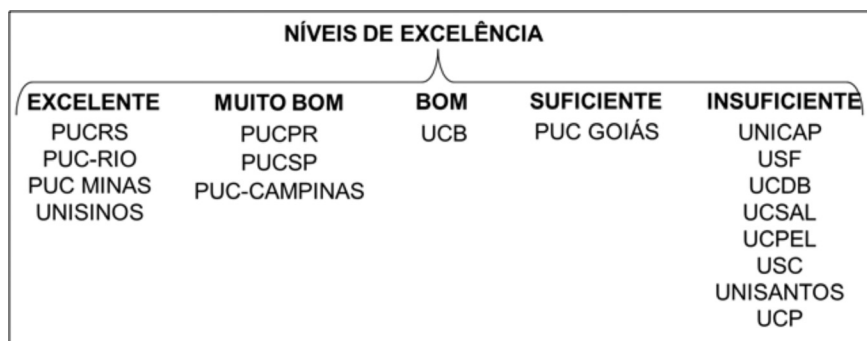 NÍVEIS DE EXCELÊNCIA
EXCELENTE MUITO BOM BOM SUFICIENTE INSUFICIENTE
PUCRS PUCPR UCB PUC GOIÁS UNICAP
PUC-RIO PUCSP USF
PUC MINAS PUC-CAMPINAS UCDB
UNISINOS UCSAL
UCPEL
USC
UNISANTOS
UCP